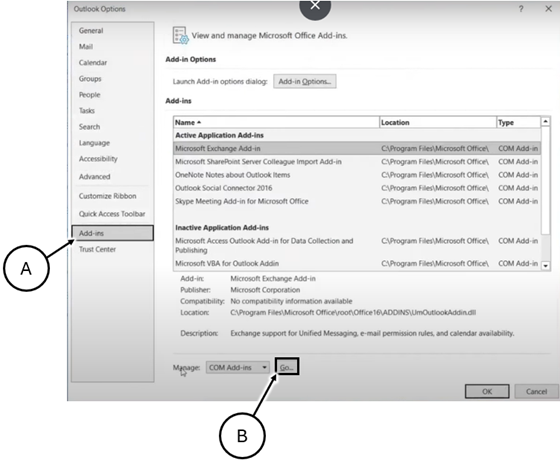 Outlook Options
? ×
General
Mail
Calendar
Groups
People
Tasks
Search
Language
Accessibility
Advanced
Customize Ribbon
Quick Access Toolbar
Add-ins
Trust Center
View and manage Microsoft Office Add-ins.
Add-in Options
Launch Add-in options dialog: Add-in Options...
Add-ins
Name Location Type
Active Application Add-ins
Microsoft Exchange Add-in C:\Program Files\Microsoft Office\ COM Add-in
Microsoft SharePoint Server Colleague Import Add-in C:\Program Files\Microsoft Office\ COM Add-in
OneNote Notes about Outlook Items C:\Program Files\Microsoft Office\ COM Add-in
Outlook Social Connector 2016 C:\Program Files\Microsoft Office\ COM Add-in
Skype Meeting Add-in for Microsoft Office C:\Program Files\Microsoft Office\ COM Add-in
Inactive Application Add-ins
Microsoft Access Outlook Add-in for Data Collection and C:\Program Files\Microsoft Office\ COM Add-in
Publishing
Microsoft VBA for Outlook Addin C:\Program Files\Microsoft Office\ COM Add-in
Add-in: Microsoft Exchange Add-in
Publisher: Microsoft Corporation
Compatibility: No compatibility information available
Location: C:\Program Files\Microsoft Office\root\Office16\ADDINS\UmOutlookAddin.dll
Description: Exchange support for Unified Messaging, e-mail permission rules, and calendar availability.
Manage: COM Add-ins Go...
OK Cancel
A
B